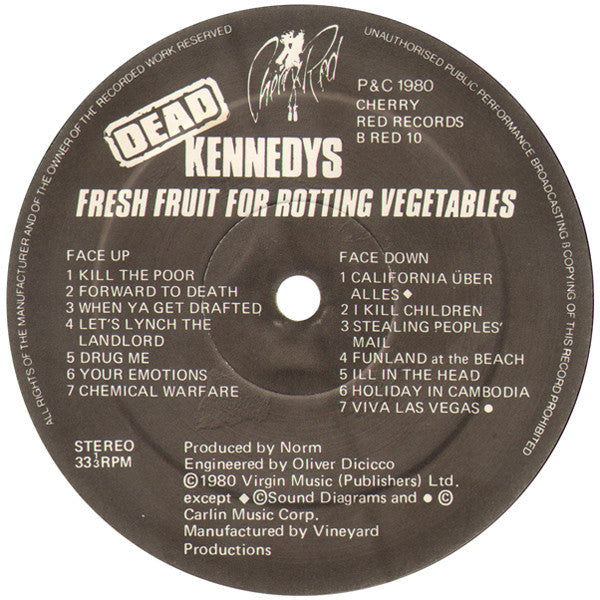 ALL RIGHTS OF THE MANUFACTURER AND OF THE OWNER OF THE RECORDED WORK RESERVED
UNAUTHORISED PUBLIC PERFORMANCE BROADCASTING & COPYING OF THIS RECORD PROHIBITED
Cherry Red
P&C 1980
CHERRY
RED RECORDS
B RED 10
DEAD
KENNEDYS
FRESH FRUIT FOR ROTTING VEGETABLES
FACE UP
1 KILL THE POOR
2 FORWARD TO DEATH
3 WHEN YA GET DRAFTED
4 LET'S LYNCH THE
LANDLORD
5 DRUG ME
6 YOUR EMOTIONS
7 CHEMICAL WARFARE
FACE DOWN
1 CALIFORNIA ÜBER
ALLES ◆
2 I KILL CHILDREN
3 STEALING PEOPLES'
MAIL
4 FUNLAND at the BEACH
5 ILL IN THE HEAD
6 HOLIDAY IN CAMBODIA
7 VIVA LAS VEGAS ●
STEREO
33⅓RPM
Produced by Norm
Engineered by Oliver Dicicco
©1980 Virgin Music (Publishers) Ltd.
except ◆ ©Sound Diagrams and ● ©
Carlin Music Corp.
Manufactured by Vineyard
Productions